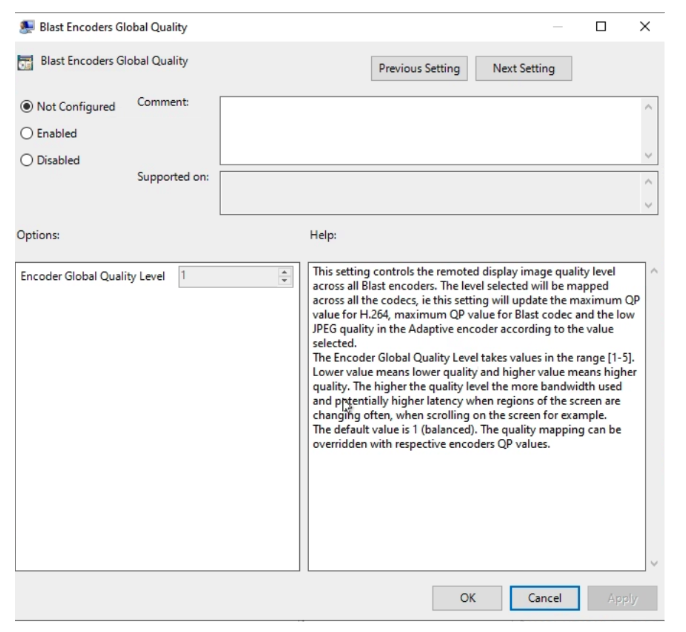 Blast Encoders Global Quality
Blast Encoders Global Quality
Previous Setting
Next Setting
Not Configured
Comment:
Enabled
Disabled
Supported on:
Options:
Help:
Encoder Global Quality Level 1
This setting controls the remoted display image quality level
across all Blast encoders. The level selected will be mapped
across all the codecs, ie this setting will update the maximum QP
value for H.264, maximum QP value for Blast codec and the low
JPEG quality in the Adaptive encoder according to the value
selected.
The Encoder Global Quality Level takes values in the range [1-5].
Lower value means lower quality and higher value means higher
quality. The higher the quality level the more bandwidth used
and potentially higher latency when regions of the screen are
changing often, when scrolling on the screen for example.
The default value is 1 (balanced). The quality mapping can be
overridden with respective encoders QP values.
OK
Cancel
Apply